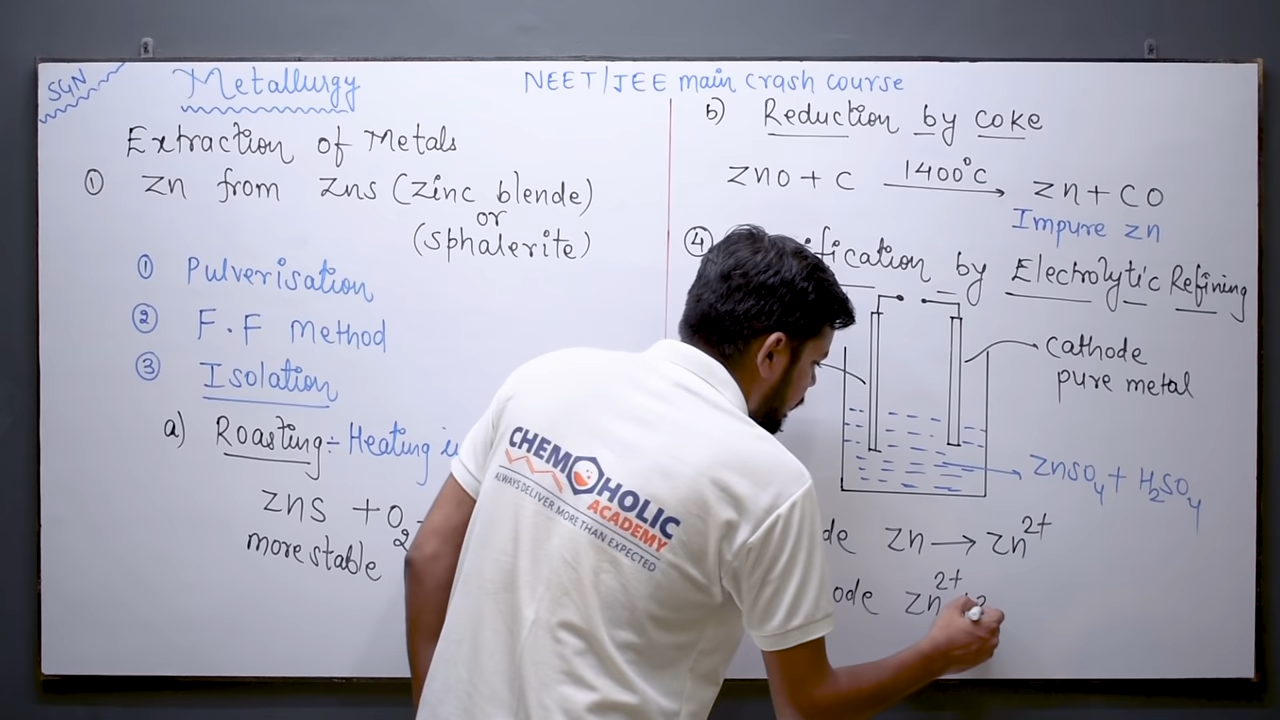 SGN
Metallurgy
NEET/JEE main crash course
Extraction of Metals
① Zn from Zns (Zinc blende)
or
(sphalerite)
① Pulverisation
② F.F Method
③ Isolation
a) Roasting÷ Heating
Zns + O2
more stable
b) Reduction by coke
ZnO + C 1400°C Zn + CO
Impure Zn
④ by Electrolytic Refining
cathode
pure metal
ZnSO4 + H2SO4
Zn → Zn2+
Zn2+
CHEMOHOLIC
ACADEMY
ALWAYS DELIVER MORE THAN EXPECTED